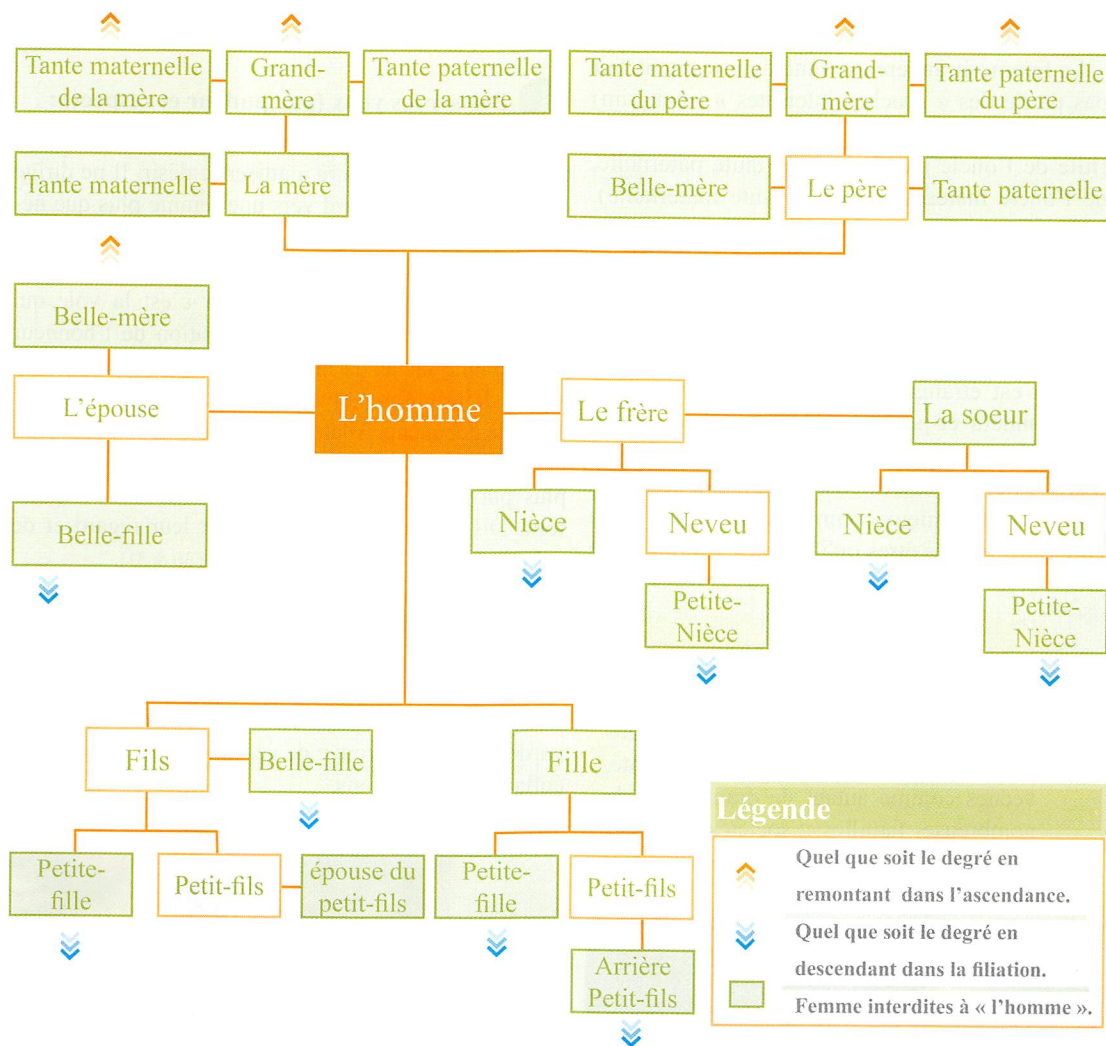 Tante maternelle
de la mère
Grand-
mère
Tante paternelle
de la mère
Tante maternelle
du père
Grand-
mère
Tante paternelle
du père
Tante maternelle
La mère
Belle-mère
Le père
Tante paternelle
Belle-mère
L'épouse
L'homme
Le frère
La soeur
Belle-fille
Nièce
Neveu
Nièce
Neveu
Petite-
Nièce
Petite-
Nièce
Fils
Belle-fille
Fille
Petite-
fille
Petit-fils
épouse du
petit-fils
Petite-
fille
Petit-fils
Arrière
Petit-fils
Légende
Quel que soit le degré en
remontant dans l'ascendance.
Quel que soit le degré en
descendant dans la filiation.
Femme interdites à « l'homme ».